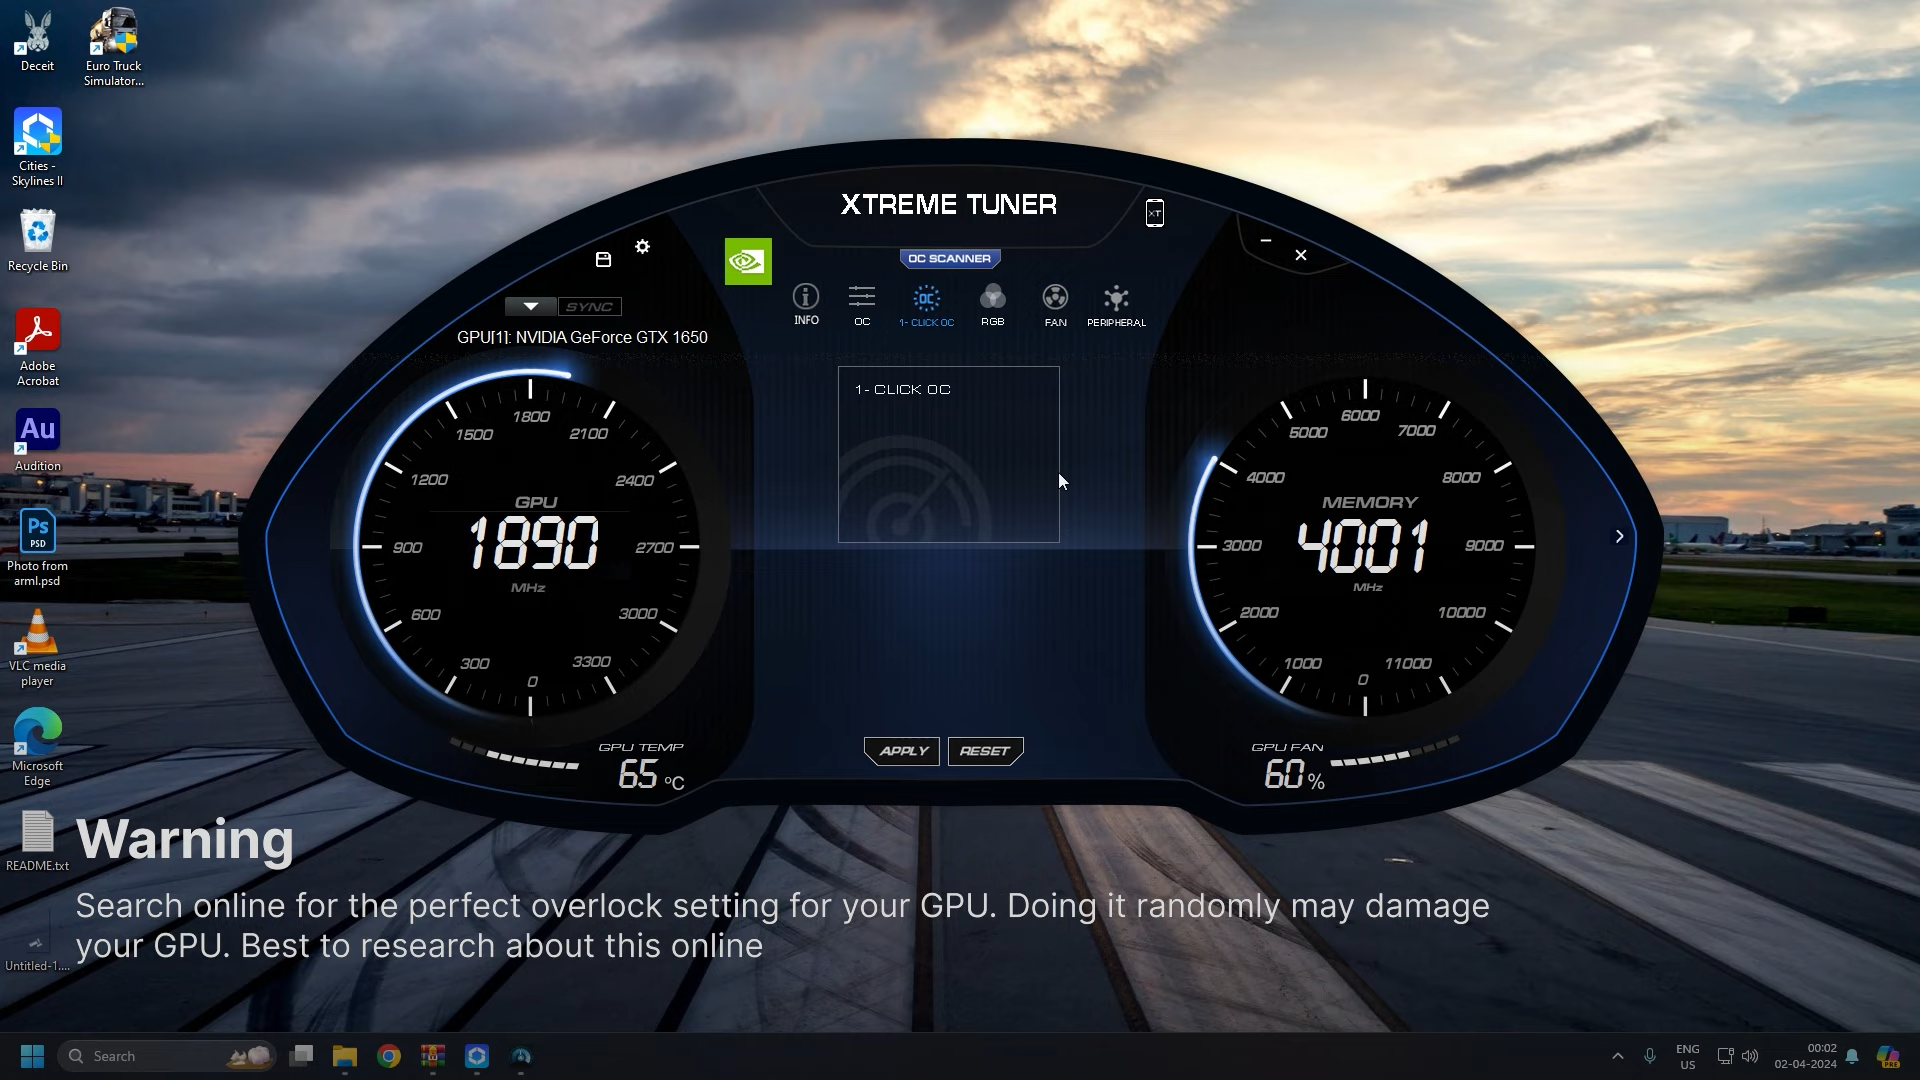 Deceit
Euro Truck
Simulator...
Cities -
Skylines II
Recycle Bin
Adobe
Acrobat
Au
Audition
Ps
PSD
Photo from
arml.psd
VLC media
player
Microsoft
Edge
README.txt
Untitled-1....
XTREME TUNER
XT
OC SCANNER
SYNC
GPU[1]: NVIDIA GeForce GTX 1650
INFO
OC
OC
1- CLICK OC
RGB
FAN
PERIPHERAL
1- CLICK OC
1800
1500
2100
1200
2400
GPU
1890
900
2700
MHz
600
3000
300
3300
0
GPU TEMP
65 °C
6000
5000
7000
4000
8000
MEMORY
4001
3000
9000
MHz
2000
10000
1000
11000
0
GPU FAN
60 %
APPLY
RESET
Warning
Search online for the perfect overlock setting for your GPU. Doing it randomly may damage
your GPU. Best to research about this online
Search
ENG
US
00:02
02-04-2024
PRE